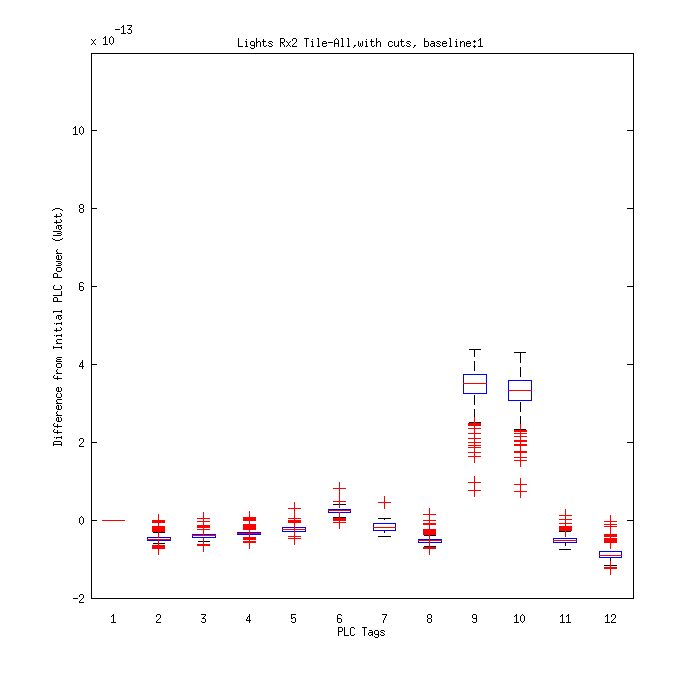 x 10-13
Lights Rx2 Tile-All,with cuts, baseline:1
Difference from Initial PLC Power (Watt)
10
8
6
4
2
0
-2
1 2 3 4 5 6 7 8 9 10 11 12
PLC Tags